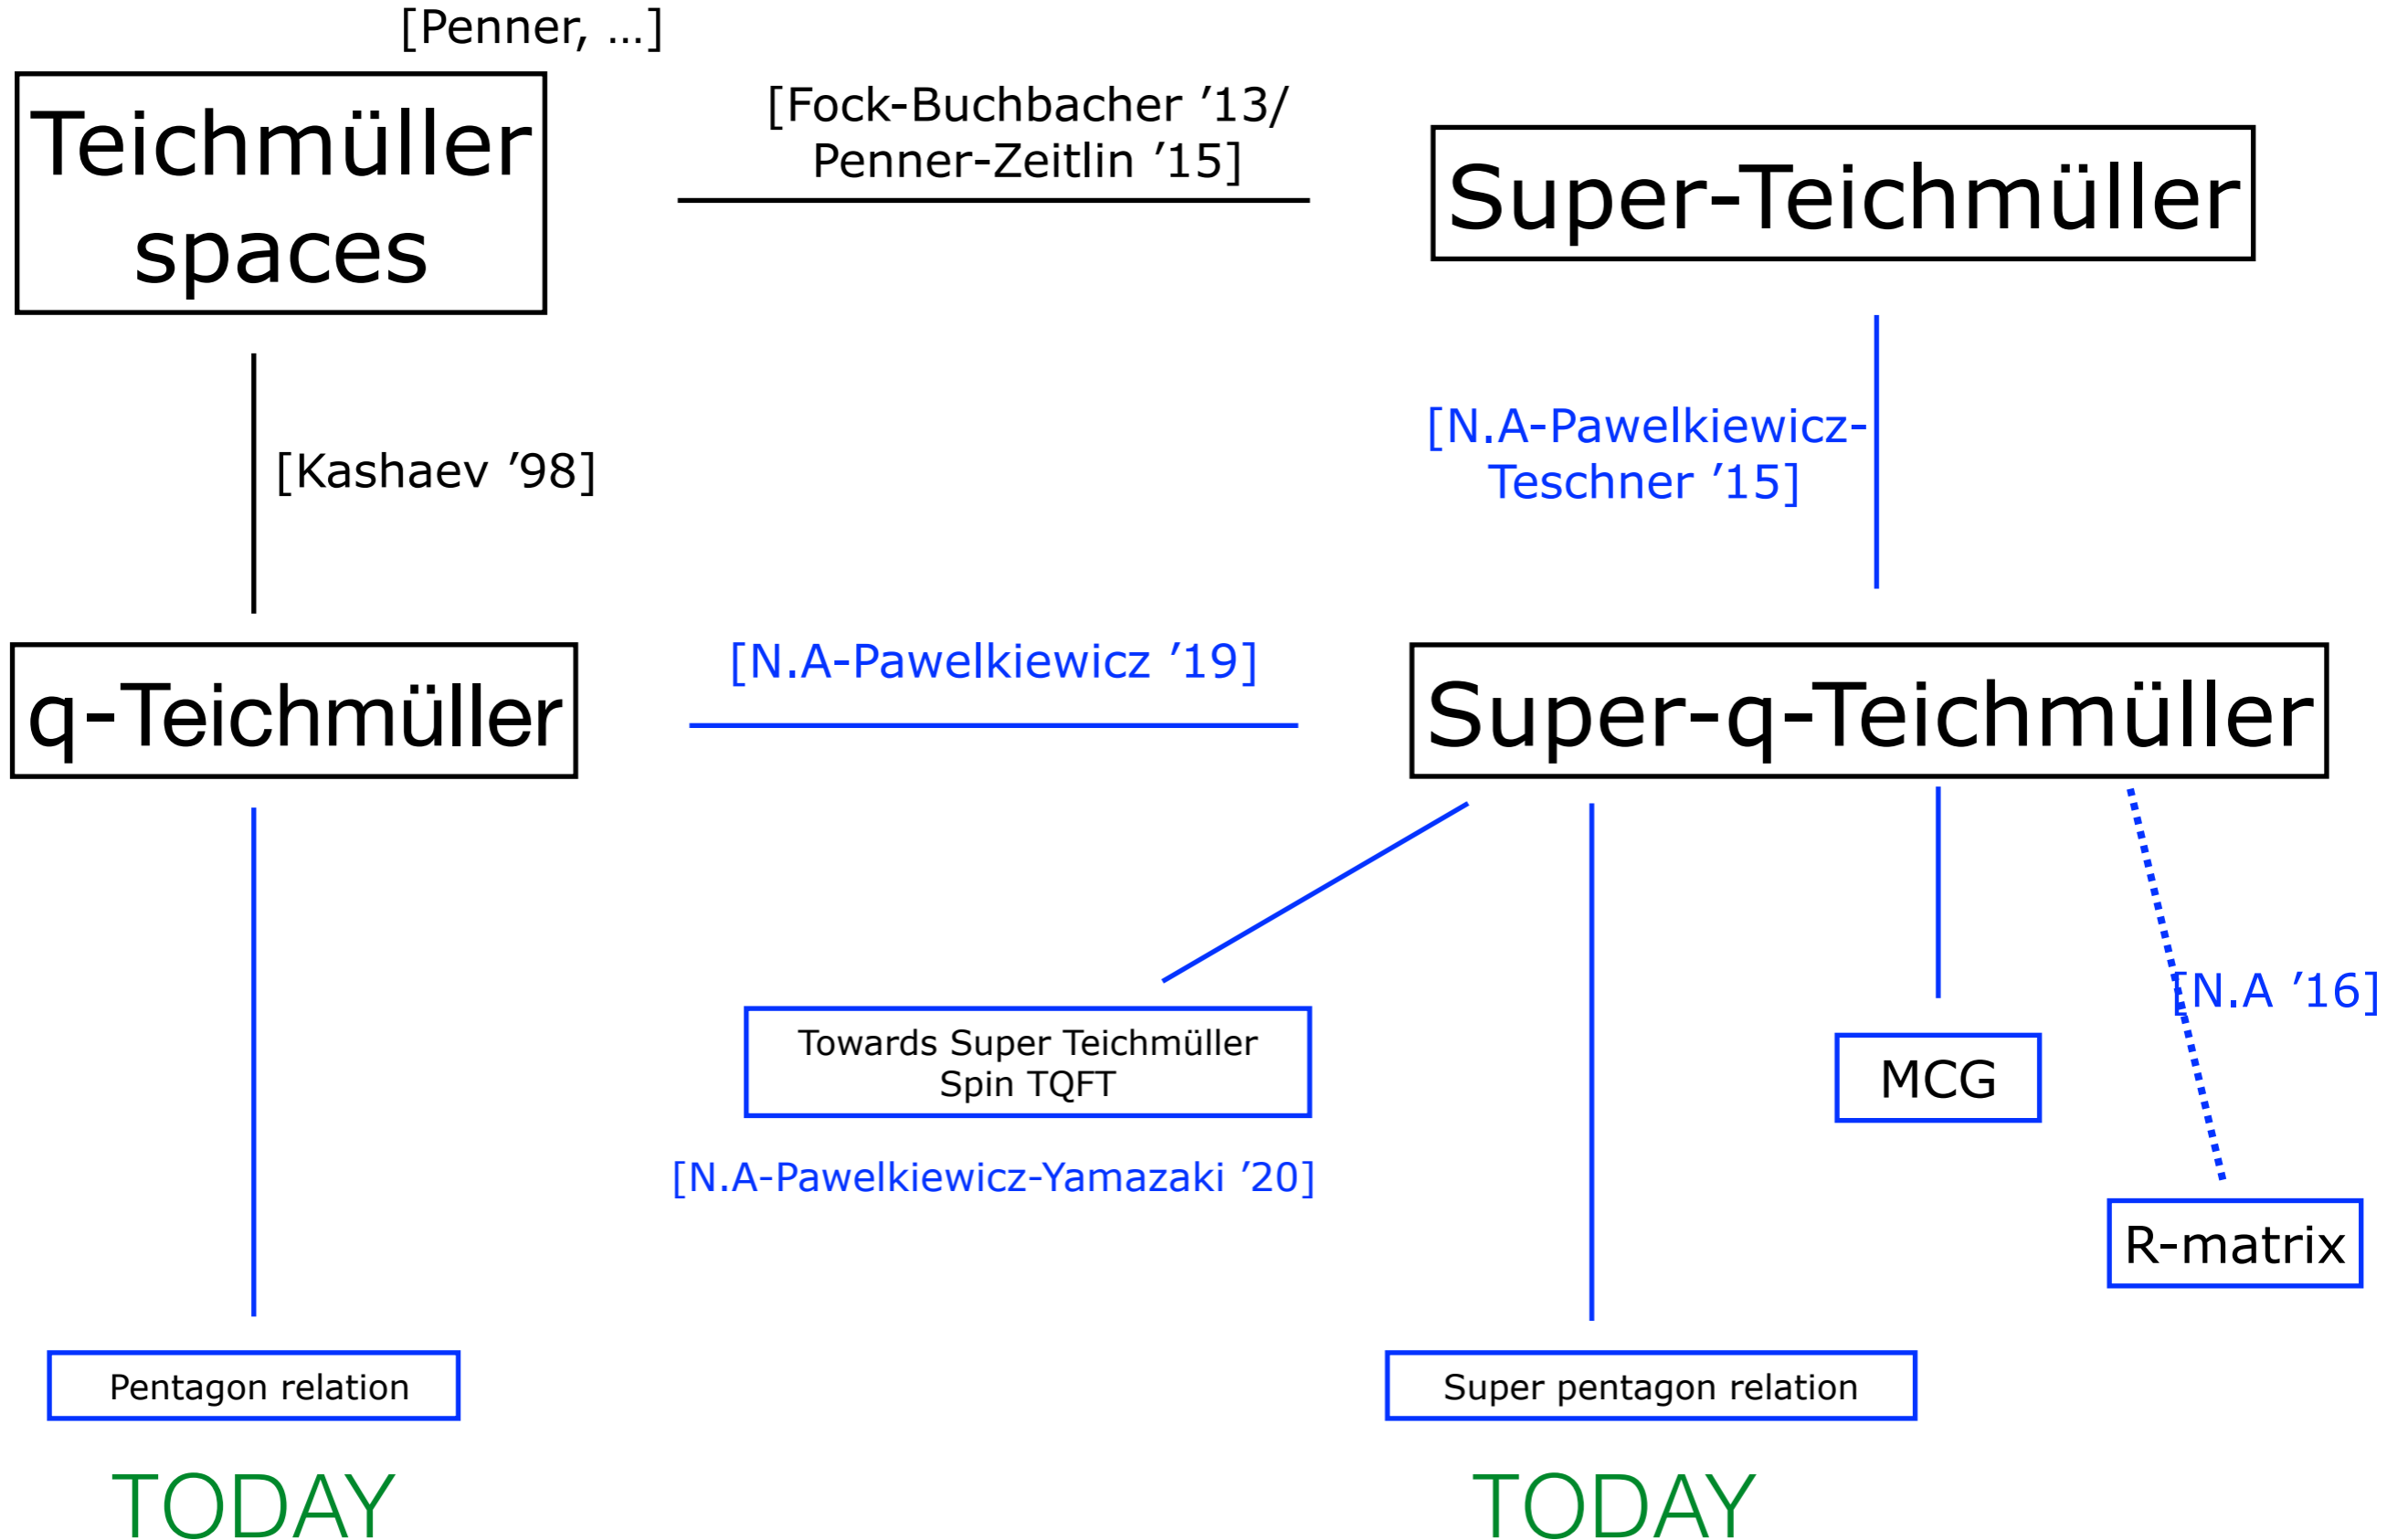 [Penner, ...]
Teichmüller
spaces
[Fock-Buchbacher ’13/
Penner-Zeitlin ’15]
Super-Teichmüller
[Kashaev ’98]
[N.A-Pawelkiewicz-
Teschner ’15]
q-Teichmüller
[N.A-Pawelkiewicz ’19]
Super-q-Teichmüller
Towards Super Teichmüller
Spin TQFT
[N.A-Pawelkiewicz-Yamazaki ’20]
MCG
[N.A ’16]
R-matrix
Pentagon relation
Super pentagon relation
TODAY
TODAY